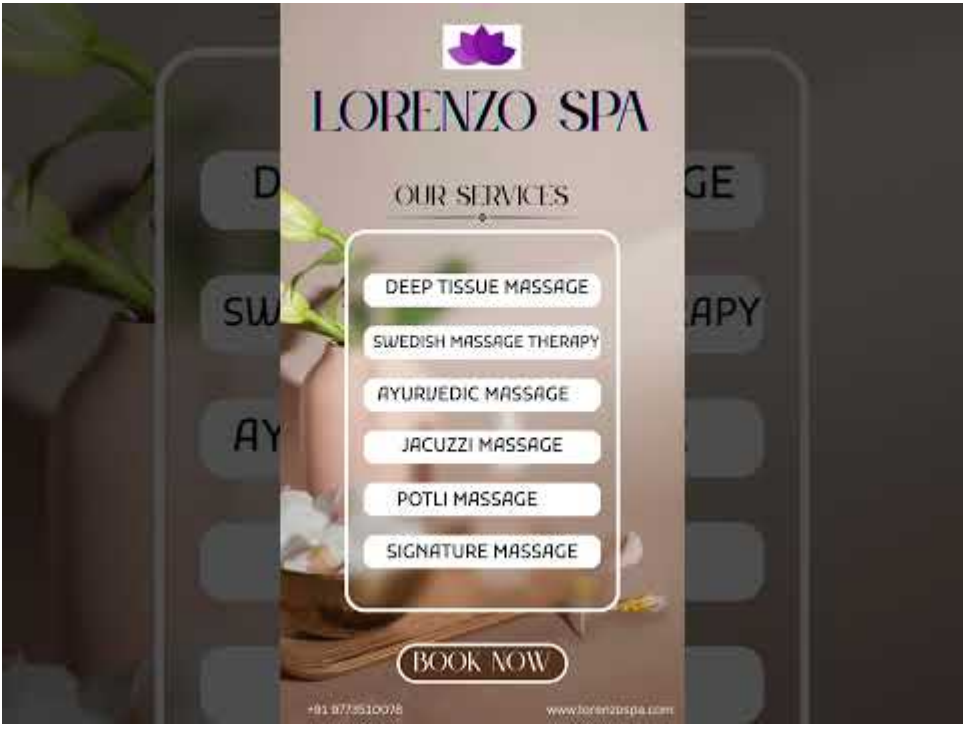 LORENZO SPA
OUR SERVICES
DEEP TISSUE MASSAGE
SWEDISH MASSAGE THERAPY
AYURVEDIC MASSAGE
JACUZZI MASSAGE
POTLI MASSAGE
SIGNATURE MASSAGE
BOOK NOW
+91 9773510078 www.lorenzospa.com